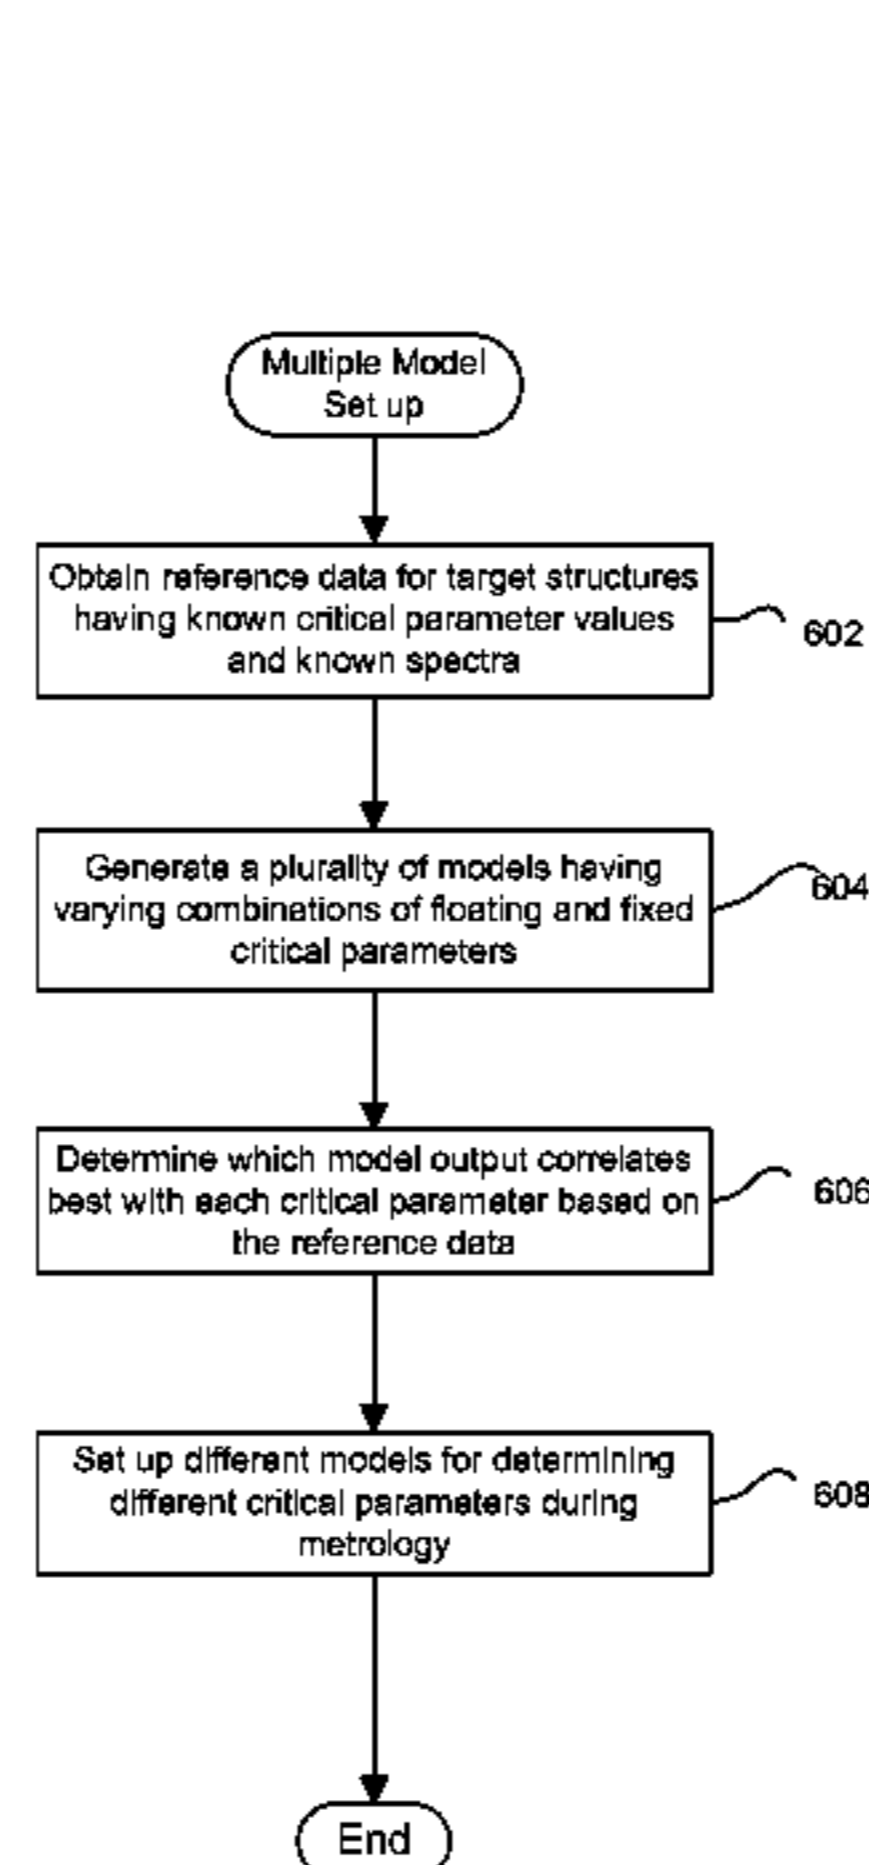 Multiple Model
Set up
Obtain reference data for target structures
having known critical parameter values
and known spectra
602
Generate a plurality of models having
varying combinations of floating and fixed
critical parameters
604
Determine which model output correlates
best with each critical parameter based on
the reference data
606
Set up different models for determining
different critical parameters during
metrology
608
End